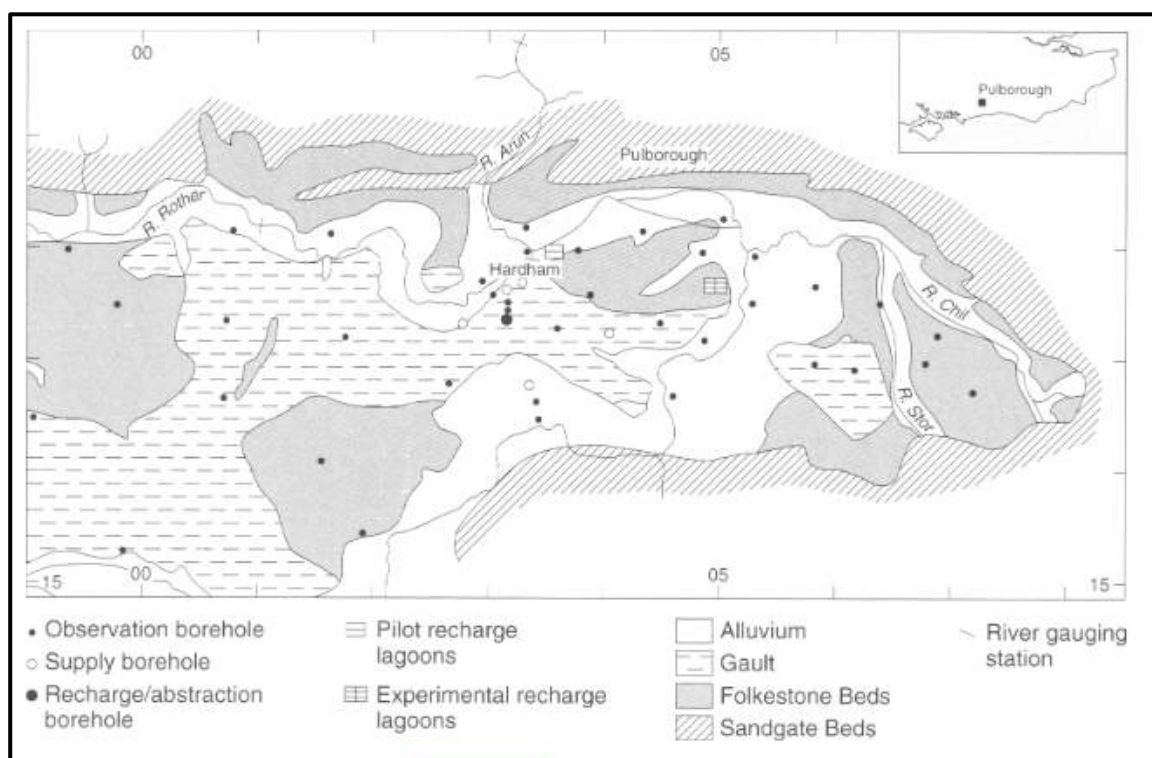 00
05
Pulborough
R. Arun
Pulborough
R. Rother
Hardham
R. Chil
R. Stor
15
00
05
15
Observation borehole
Supply borehole
Recharge/abstraction
borehole
Pilot recharge
lagoons
Experimental recharge
lagoons
Alluvium
Gault
Folkestone Beds
Sandgate Beds
River gauging
station